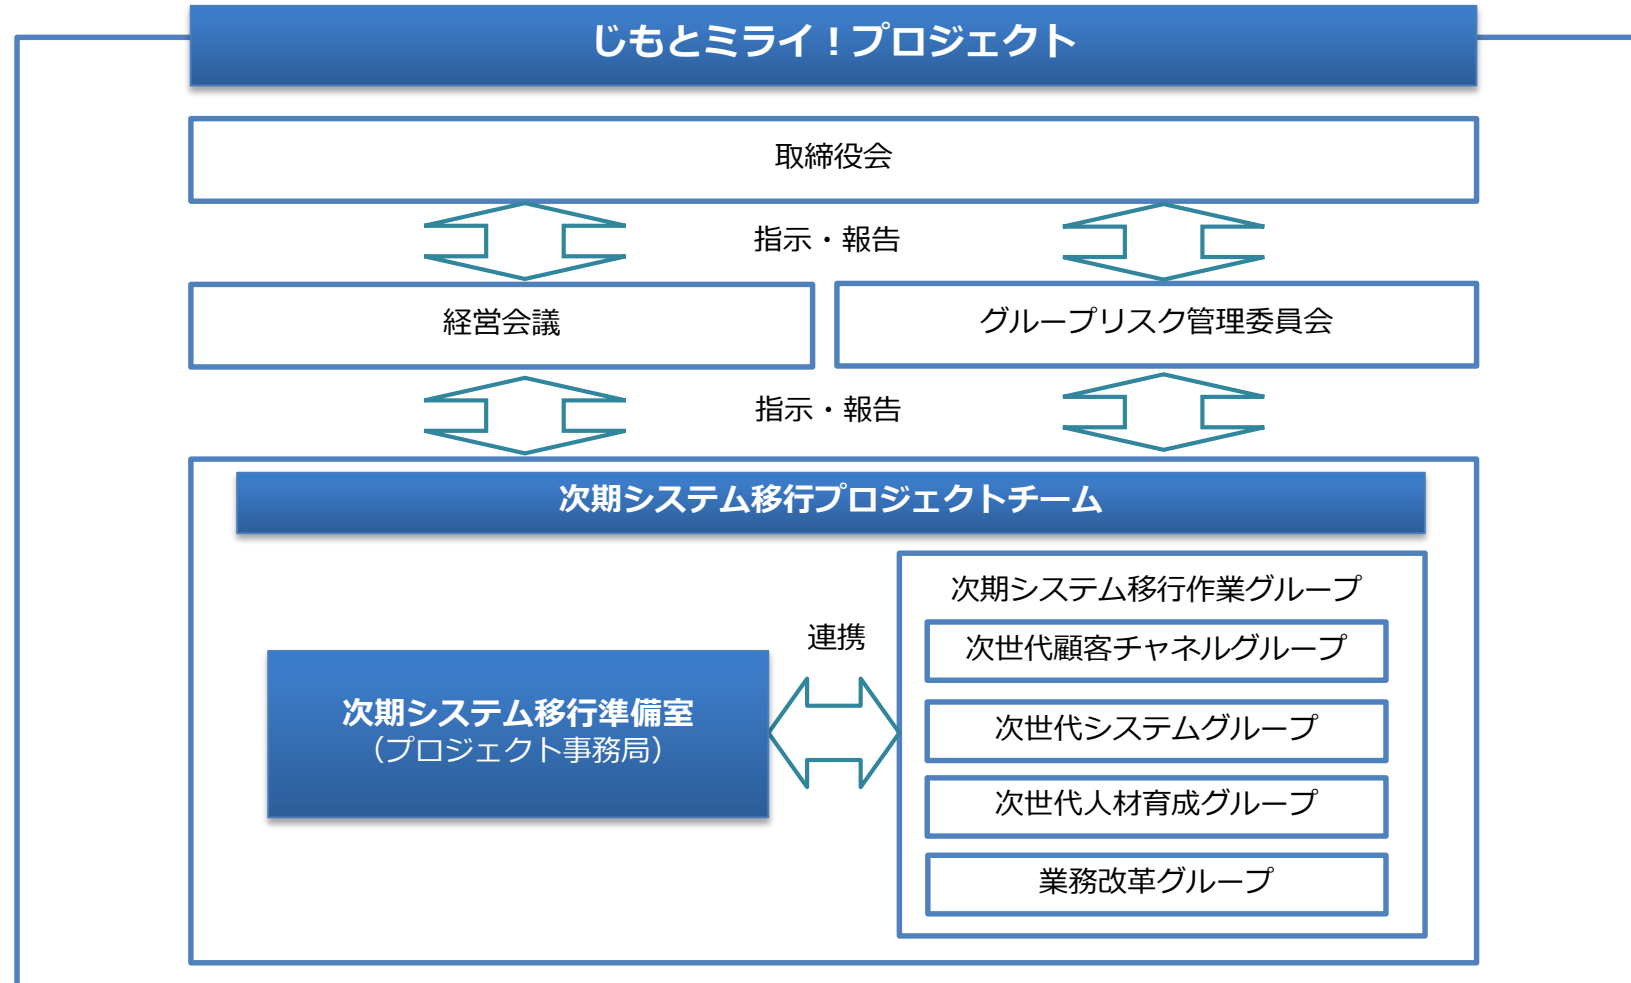 じもとミライ！プロジェクト
取締役会
指示・報告
経営会議
グループリスク管理委員会
指示・報告
次期システム移行プロジェクトチーム
次期システム移行作業グループ
連携
次世代顧客チャネルグループ
次期システム移行準備室
（プロジェクト事務局）
次世代システムグループ
次世代人材育成グループ
業務改革グループ